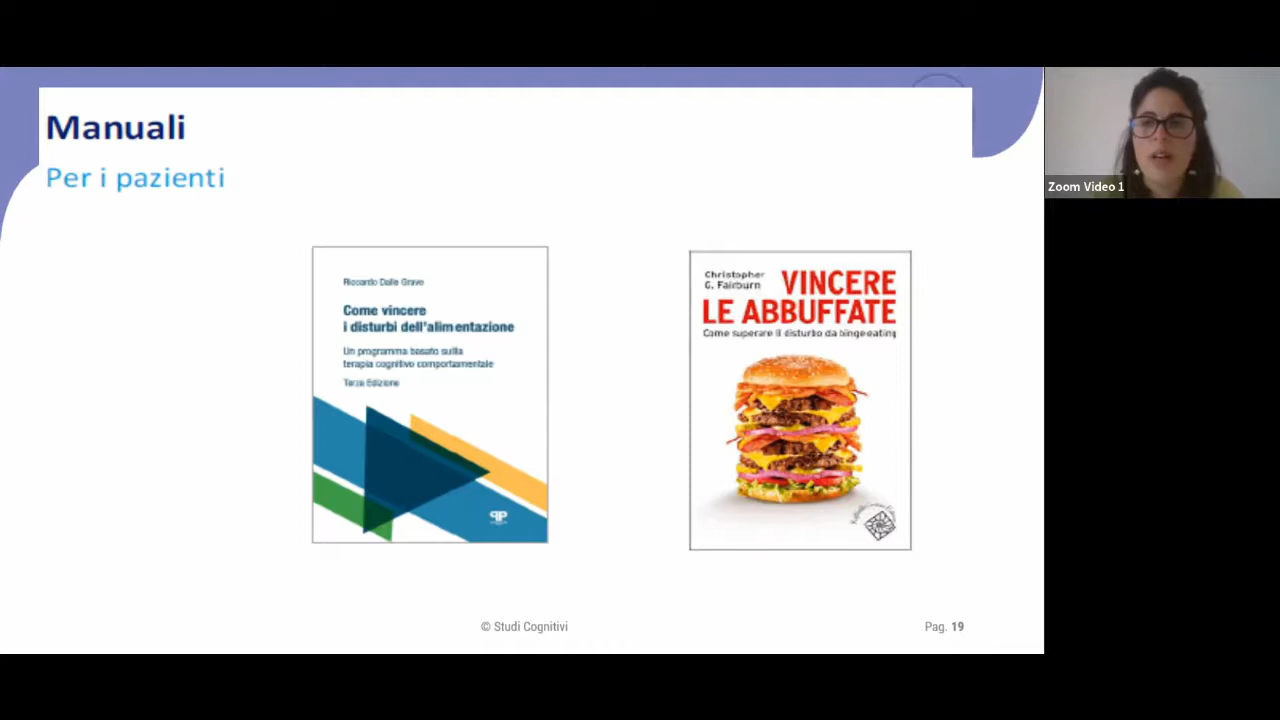 Manuali
Per i pazienti
Riccardo Dalle Grave
Come vincere
i disturbi dell'alimentazione
Un programma basato sulla
terapia cognitivo comportamentale
Terza Edizione
Christopher
G. Fairburn
VINCERE
LE ABBUFFATE
Come superare il disturbo da binge-eating
© Studi Cognitivi
Pag. 19
Zoom Video 1